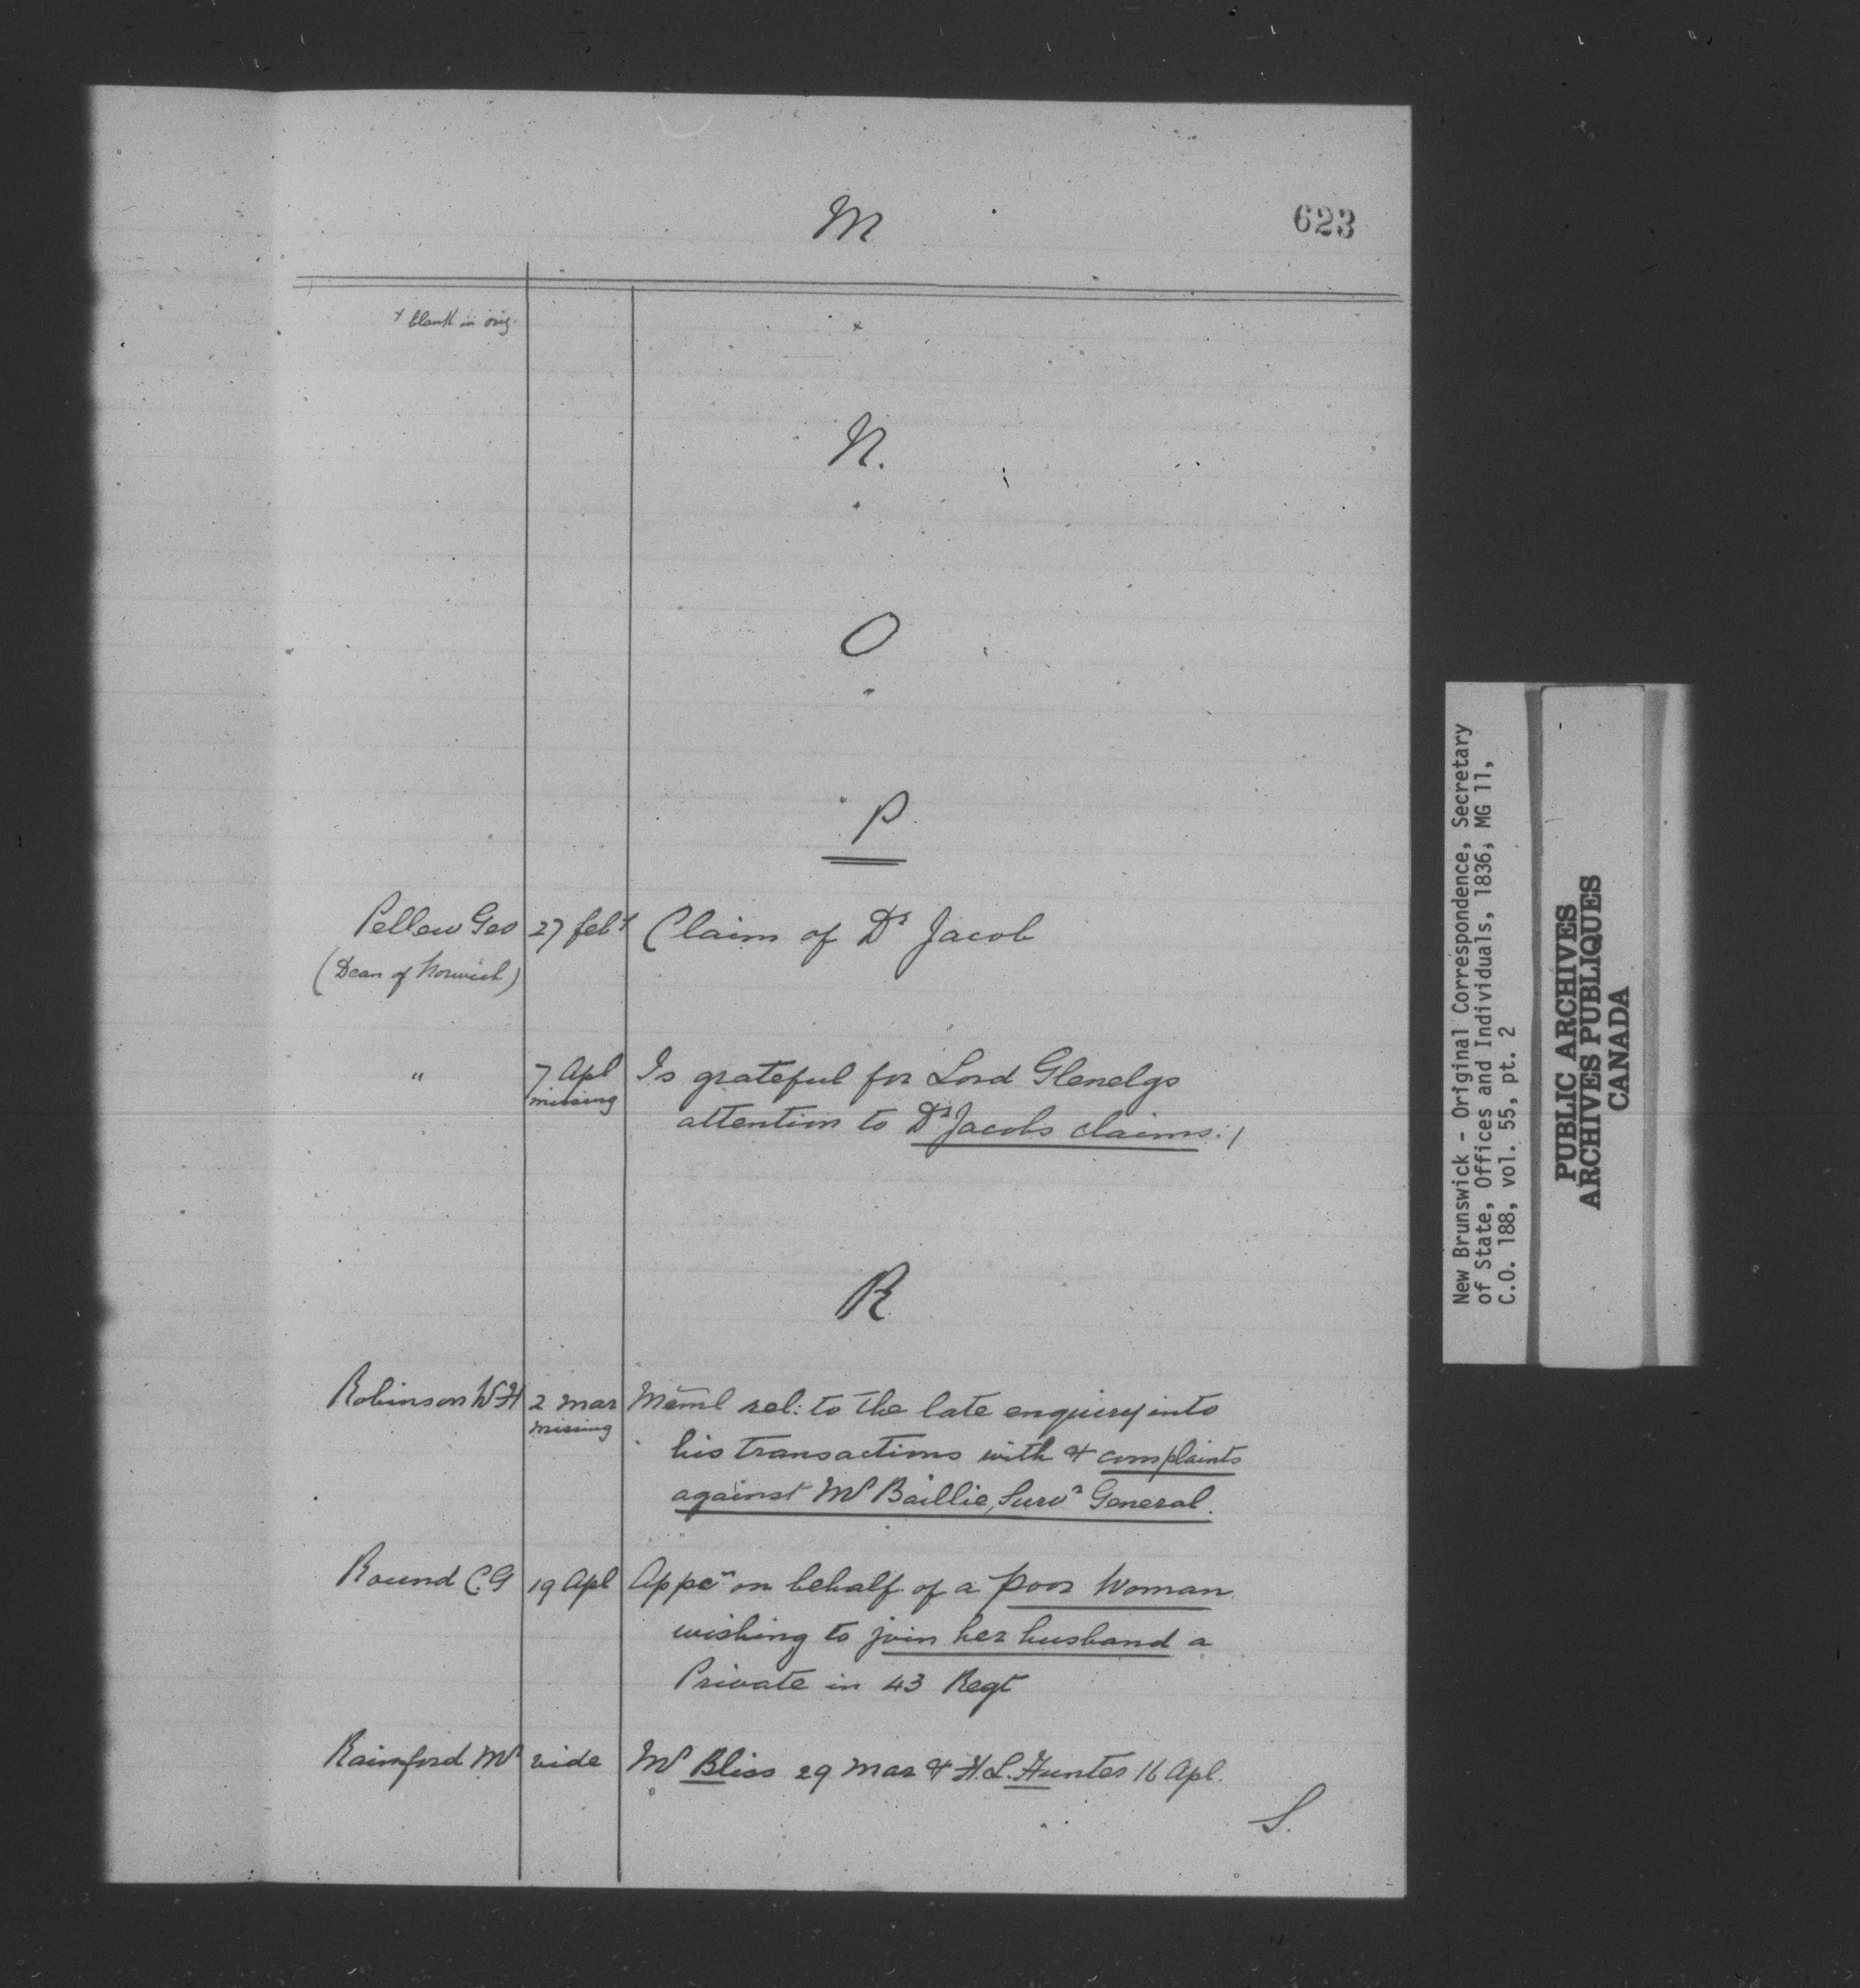 M
623
+ blank in orig.
+
N.
+
O
"
P
Pellew Geo 27 feby Claim of Dr Jacob
(Dean of Norwich)
" 7 Apl Is grateful for Lord Glenelgs
missing
attention to Dr Jacobs claims./
R
Robinson W H 2 Mar Meml rel: to the late enquiry into
missing
his transactions with & complaints
against Mr Baillie, Survr General.
Round C.G 19 Apl Appcn on behalf of a poor Woman
wishing to join her husband a
Private in 43 Regt
Rainsford Mr vide Mr Bliss 29 Mar & H.L. Hunter 16 Apl.
S.
New Brunswick - Original Correspondence, Secretary
of State, Offices and Individuals, 1836, MG 11,
C.O. 188, vol. 55, pt. 2
PUBLIC ARCHIVES
ARCHIVES PUBLIQUES
CANADA